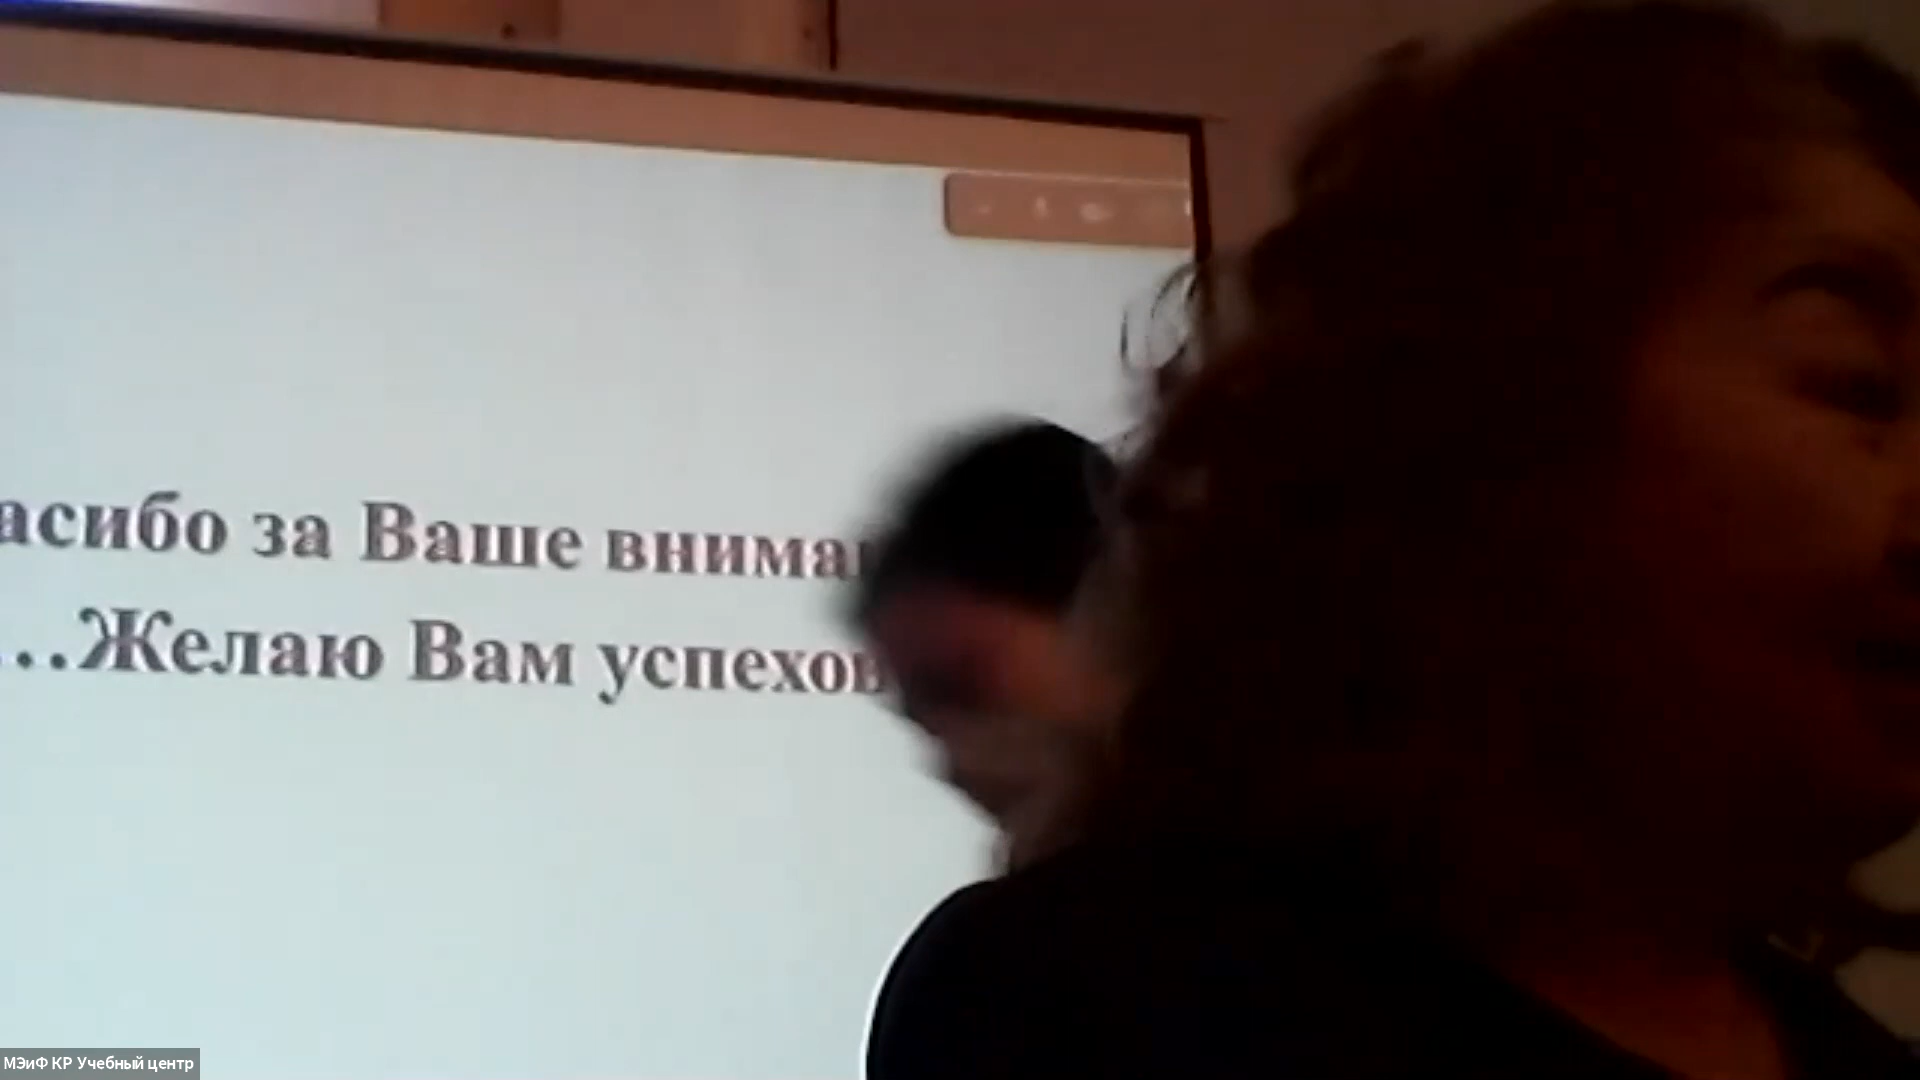 асибо за Ваше внима
...Желаю Вам успехов
МЭиФ КР Учебный центр